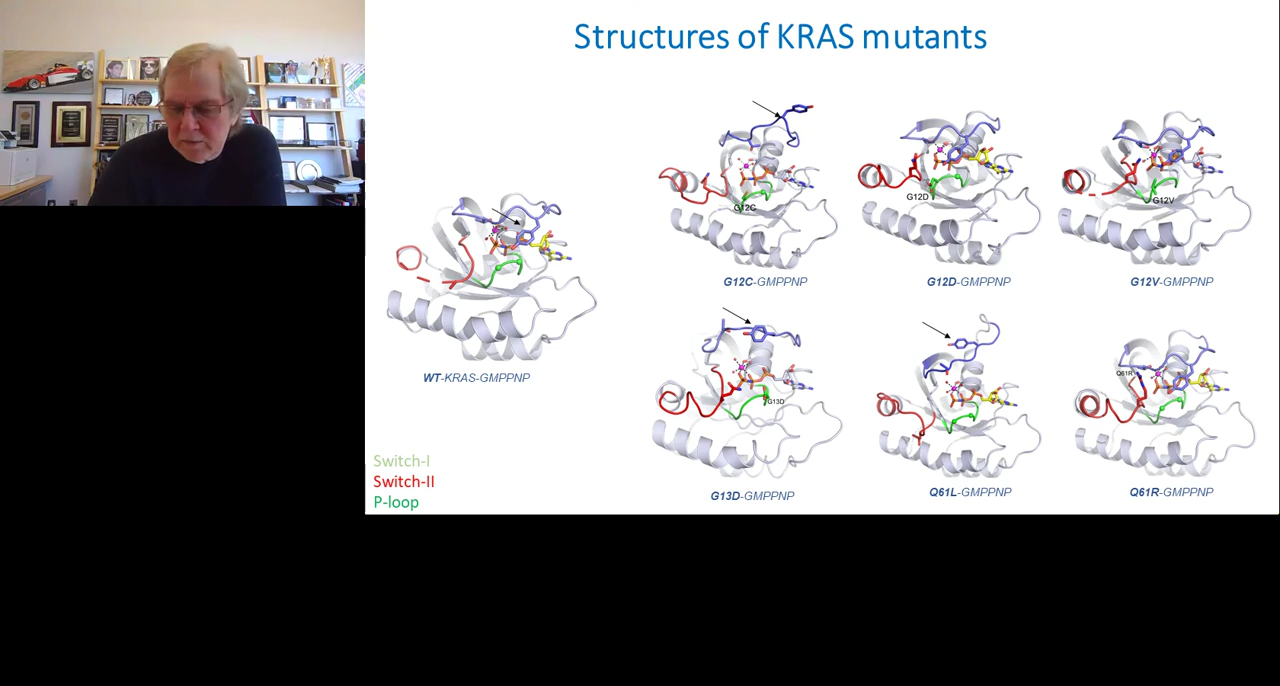 Structures of KRAS mutants
G12C
G12D
G12V
G12C-GMPPNP
G12D-GMPPNP
G12V-GMPPNP
WT-KRAS-GMPPNP
G13D
Q61R
G13D-GMPPNP
Q61L-GMPPNP
Q61R-GMPPNP
Switch-I
Switch-II
P-loop